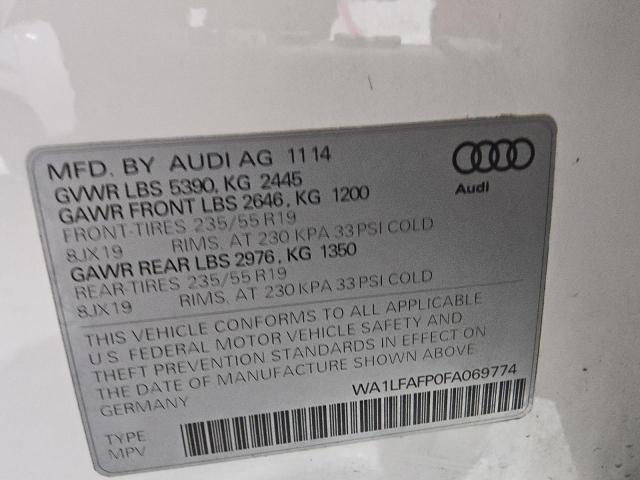 MFD. BY AUDI AG 1114
GVWR LBS 5390, KG 2445
GAWR FRONT LBS 2646, KG 1200
FRONT-TIRES 235/55 R19
8JX19 RIMS. AT 230 KPA 33 PSI COLD
GAWR REAR LBS 2976, KG 1350
REAR-TIRES 235/55 R19
8JX19 RIMS. AT 230 KPA 33 PSI COLD
Audi
THIS VEHICLE CONFORMS TO ALL APPLICABLE
U.S. FEDERAL MOTOR VEHICLE SAFETY AND
THEFT PREVENTION STANDARDS IN EFFECT ON
THE DATE OF MANUFACTURE SHOWN ABOVE
GERMANY
WA1LFAFP0FA069774
TYPE
MPV